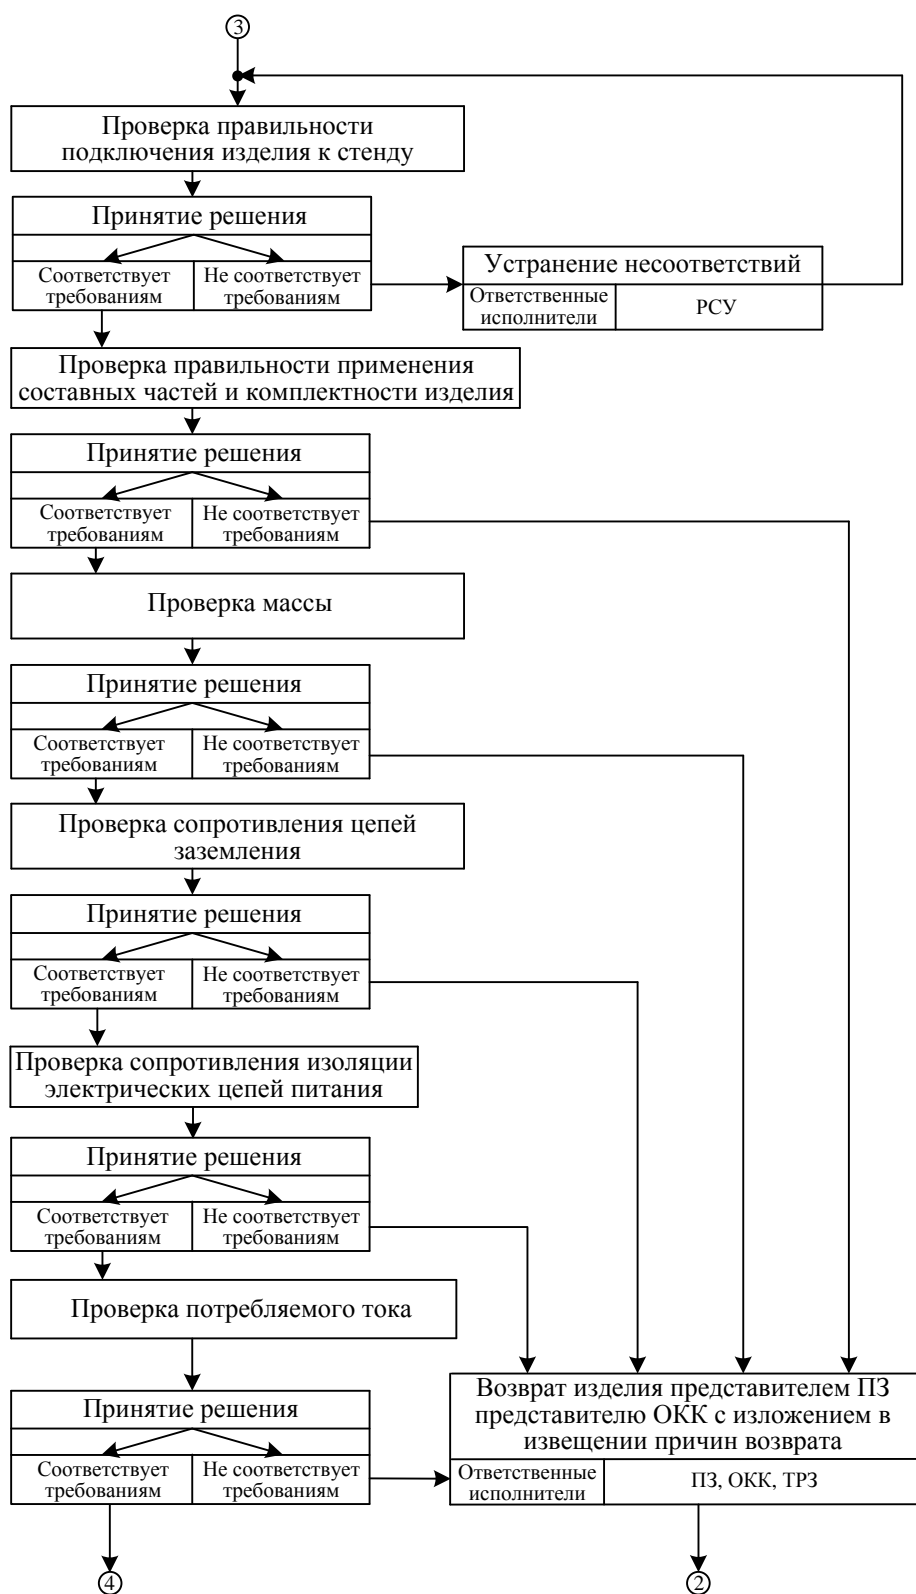 3
Проверка правильности
подключения изделия к стенду
Принятие решения
Соответствует
требованиям
Не соответствует
требованиям
Устранение несоответствий
Ответственные
исполнители
РСУ
Проверка правильности применения
составных частей и комплектности изделия
Принятие решения
Соответствует
требованиям
Не соответствует
требованиям
Проверка массы
Принятие решения
Соответствует
требованиям
Не соответствует
требованиям
Проверка сопротивления цепей
заземления
Принятие решения
Соответствует
требованиям
Не соответствует
требованиям
Проверка сопротивления изоляции
электрических цепей питания
Принятие решения
Соответствует
требованиям
Не соответствует
требованиям
Проверка потребляемого тока
Принятие решения
Соответствует
требованиям
Не соответствует
требованиям
Возврат изделия представителем ПЗ
представителю ОКК с изложением в
извещении причин возврата
Ответственные
исполнители
ПЗ, ОКК, ТРЗ
4
2